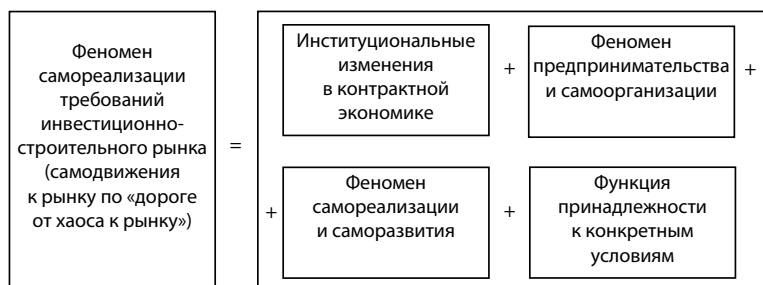 Феномен
самореализации
требований
инвестиционно-
строительного рынка
(самодвижения
к рынку по «дороге
от хаоса к рынку»)
=
Институциональные
изменения
в контрактной
экономике
+
Феномен
предпринимательства
и самоорганизации
+
+
Феномен
самореализации
и саморазвития
+
Функция
принадлежности
к конкретным
условиям